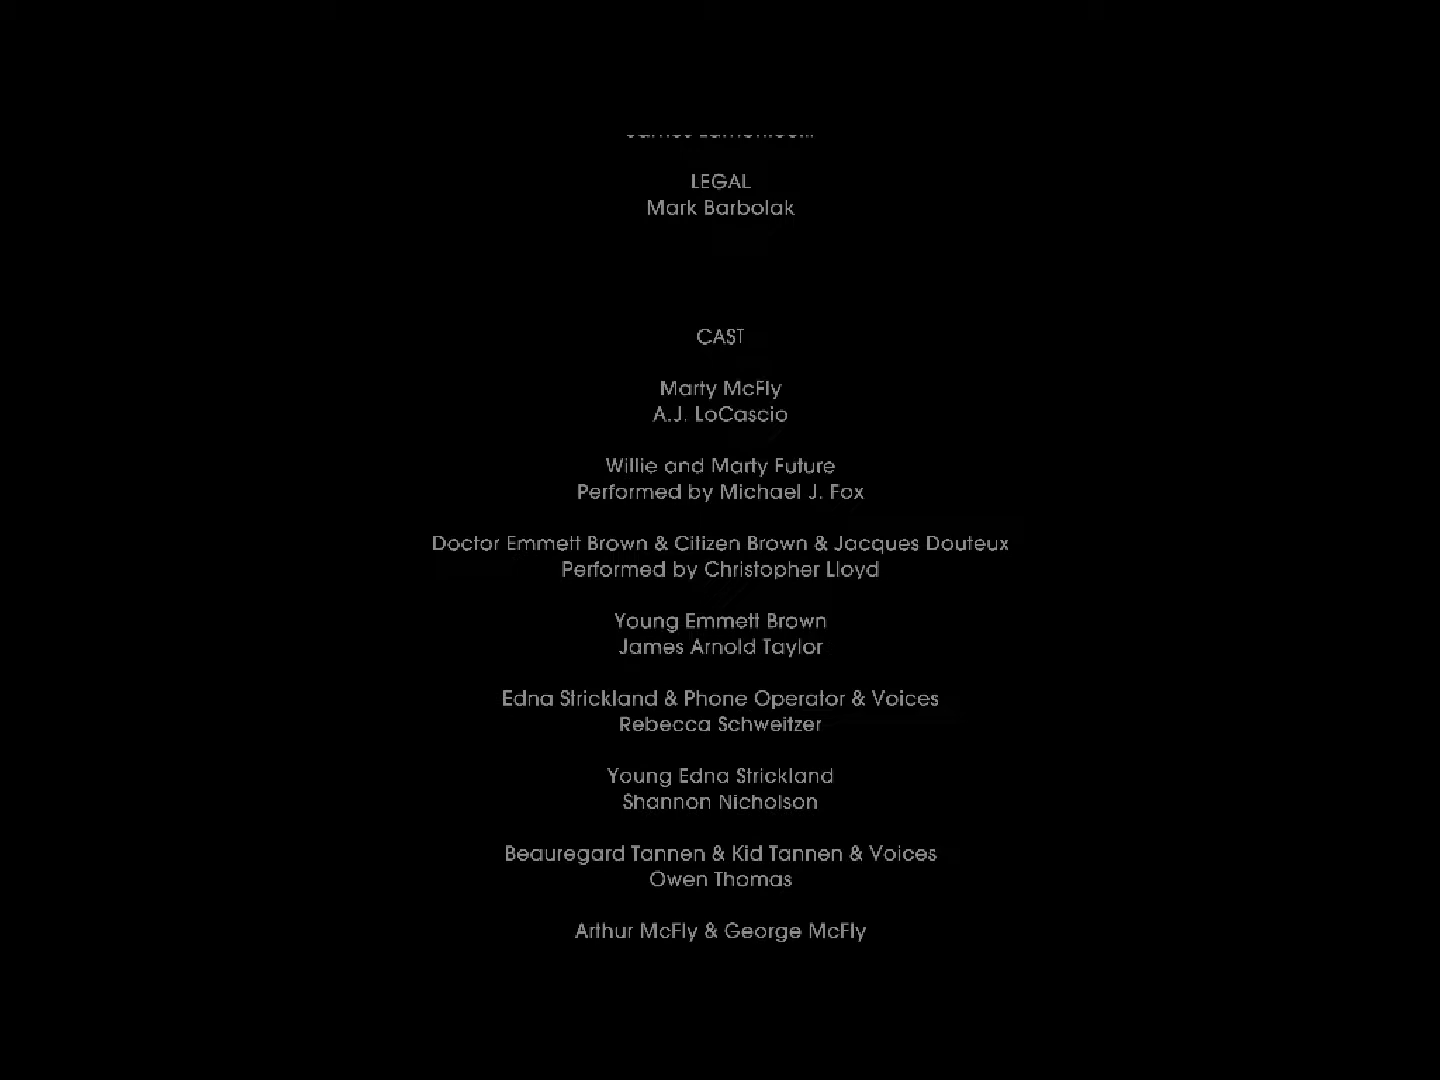 LEGAL
Mark Barbolak
CAST
Marty McFly
A.J. LoCascio
Willie and Marty Future
Performed by Michael J. Fox
Doctor Emmett Brown & Citizen Brown & Jacques Douteux
Performed by Christopher Lloyd
Young Emmett Brown
James Arnold Taylor
Edna Strickland & Phone Operator & Voices
Rebecca Schweitzer
Young Edna Strickland
Shannon Nicholson
Beauregard Tannen & Kid Tannen & Voices
Owen Thomas
Arthur McFly & George McFly